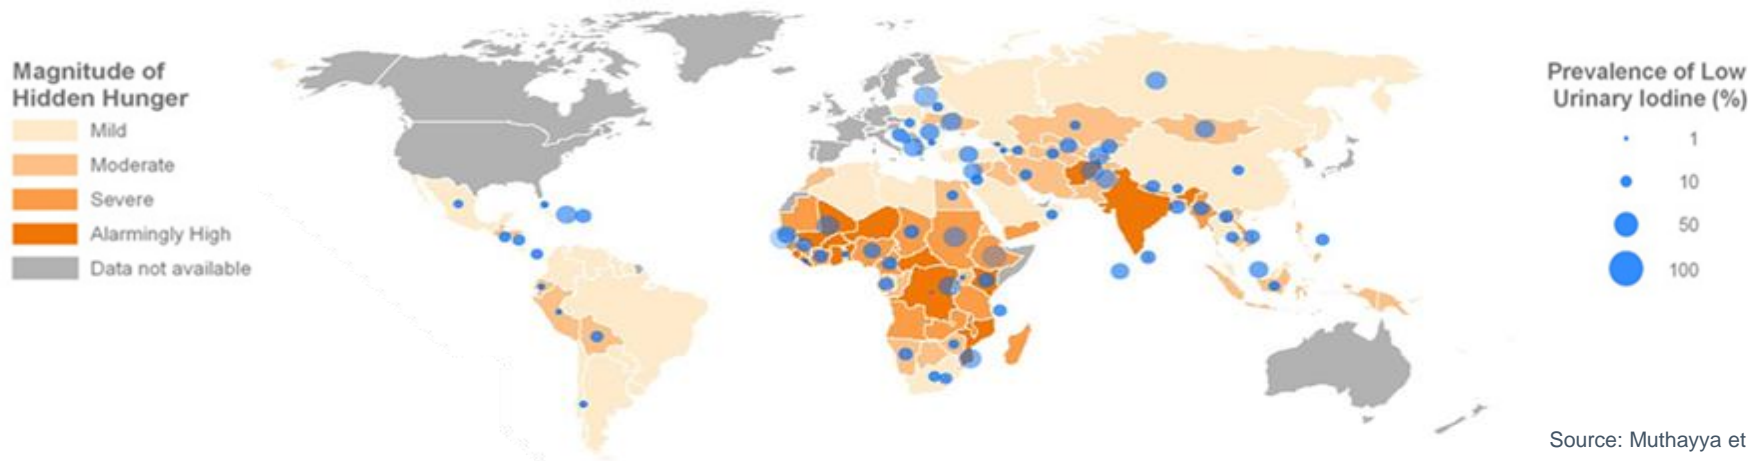 Magnitude of
Hidden Hunger
Mild
Moderate
Severe
Alarmingly High
Data not available
Prevalence of Low
Urinary Iodine (%)
1
10
50
100
Source: Muthayya et